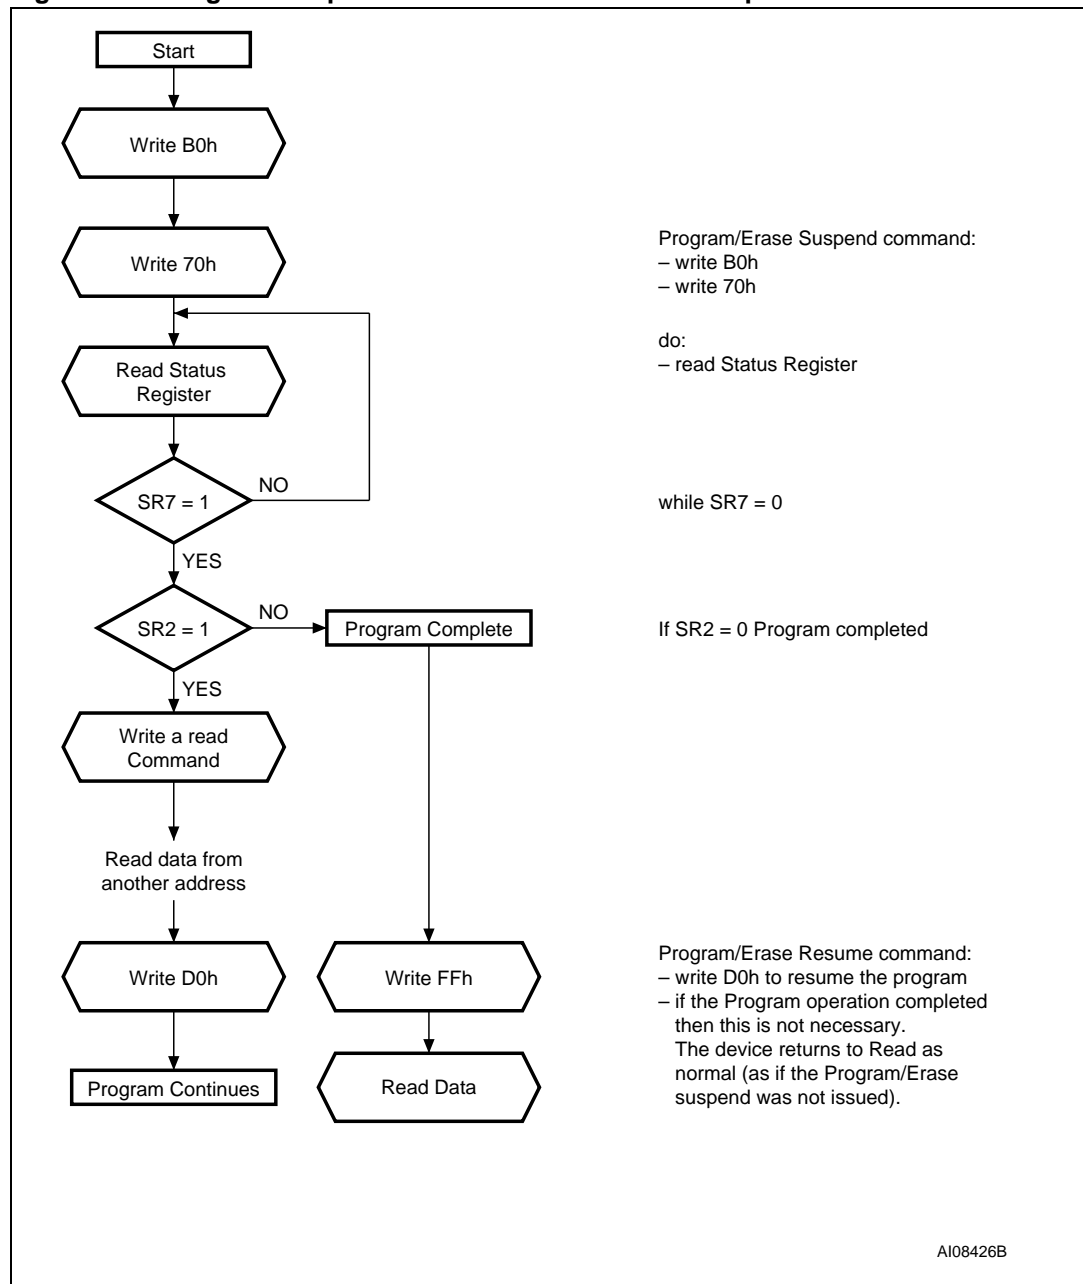 Start
Write B0h
Write 70h
Program/Erase Suspend command:
– write B0h
– write 70h
do:
– read Status Register
Read Status
Register
NO
SR7 = 1
while SR7 = 0
YES
NO
SR2 = 1
Program Complete
If SR2 = 0 Program completed
YES
Write a read
Command
Read data from
another address
Write D0h
Write FFh
Program/Erase Resume command:
– write D0h to resume the program
– if the Program operation completed
then this is not necessary.
The device returns to Read as
normal (as if the Program/Erase
suspend was not issued).
Program Continues
Read Data
AI08426B